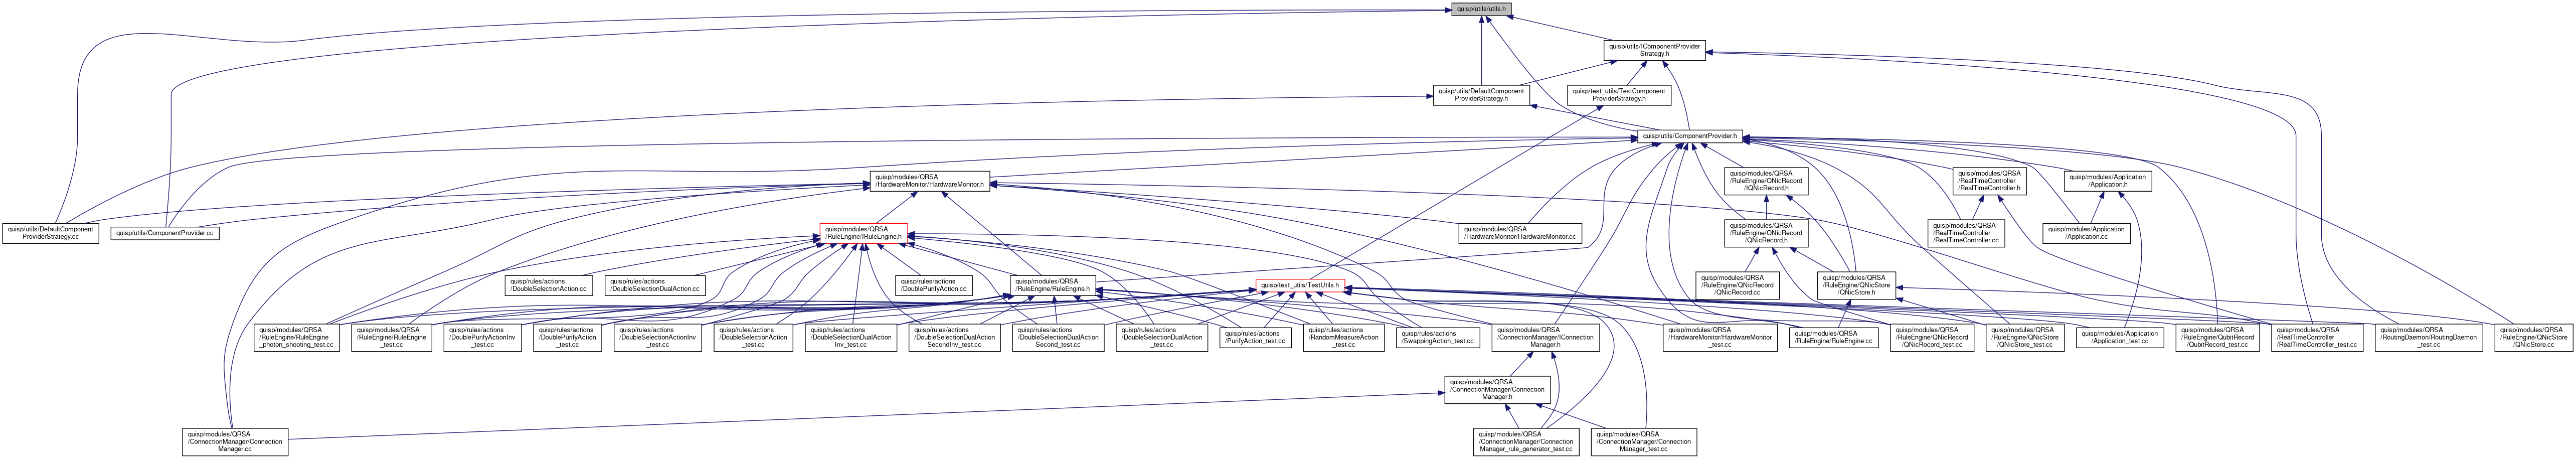 quisp/utils/utils.h
quisp/utils/IComponentProvider
Strategy.h
quisp/utils/DefaultComponent
ProviderStrategy.h
quisp/test_utils/TestComponent
ProviderStrategy.h
quisp/utils/ComponentProvider.h
quisp/modules/QRSA
/HardwareMonitor/HardwareMonitor.h
quisp/modules/QRSA
/RuleEngine/QNicRecord
/IQNicRecord.h
quisp/modules/QRSA
/RealTimeController
/RealTimeController.h
quisp/modules/Application
/Application.h
quisp/utils/DefaultComponent
ProviderStrategy.cc
quisp/utils/ComponentProvider.cc
quisp/modules/QRSA
/RuleEngine/IRuleEngine.h
quisp/modules/QRSA
/HardwareMonitor/HardwareMonitor.cc
quisp/modules/QRSA
/RuleEngine/QNicRecord
/QNicRecord.h
quisp/modules/QRSA
/RealTimeController
/RealTimeController.cc
quisp/modules/Application
/Application.cc
quisp/rules/actions
/DoubleSelectionAction.cc
quisp/rules/actions
/DoubleSelectionDualAction.cc
quisp/rules/actions
/DoublePurifyAction.cc
quisp/modules/QRSA
/RuleEngine/RuleEngine.h
quisp/test_utils/TestUtils.h
quisp/modules/QRSA
/RuleEngine/QNicRecord
/QNicRecord.cc
quisp/modules/QRSA
/RuleEngine/QNicStore
/QNicStore.h
quisp/modules/QRSA
/RuleEngine/RuleEngine
_photon_shooting_test.cc
quisp/modules/QRSA
/RuleEngine/RuleEngine
_test.cc
quisp/rules/actions
/DoublePurifyActionInv
_test.cc
quisp/rules/actions
/DoublePurifyAction
_test.cc
quisp/rules/actions
/DoubleSelectionActionInv
_test.cc
quisp/rules/actions
/DoubleSelectionAction
_test.cc
quisp/rules/actions
/DoubleSelectionDualAction
Inv_test.cc
quisp/rules/actions
/DoubleSelectionDualAction
SecondInv_test.cc
quisp/rules/actions
/DoubleSelectionDualAction
Second_test.cc
quisp/rules/actions
/DoubleSelectionDualAction
_test.cc
quisp/rules/actions
/PurifyAction_test.cc
quisp/rules/actions
/RandomMeasureAction
_test.cc
quisp/rules/actions
/SwappingAction_test.cc
quisp/modules/QRSA
/ConnectionManager/IConnection
Manager.h
quisp/modules/QRSA
/HardwareMonitor/HardwareMonitor
_test.cc
quisp/modules/QRSA
/RuleEngine/RuleEngine.cc
quisp/modules/QRSA
/RuleEngine/QNicRecord
/QNicRocord_test.cc
quisp/modules/QRSA
/RuleEngine/QNicStore
/QNicStore_test.cc
quisp/modules/Application
/Application_test.cc
quisp/modules/QRSA
/RuleEngine/QubitRecord
/QubitRecord_test.cc
quisp/modules/QRSA
/RealTimeController
/RealTimeController_test.cc
quisp/modules/QRSA
/RoutingDaemon/RoutingDaemon
_test.cc
quisp/modules/QRSA
/RuleEngine/QNicStore
/QNicStore.cc
quisp/modules/QRSA
/ConnectionManager/Connection
Manager.h
quisp/modules/QRSA
/ConnectionManager/Connection
Manager.cc
quisp/modules/QRSA
/ConnectionManager/Connection
Manager_rule_generator_test.cc
quisp/modules/QRSA
/ConnectionManager/Connection
Manager_test.cc